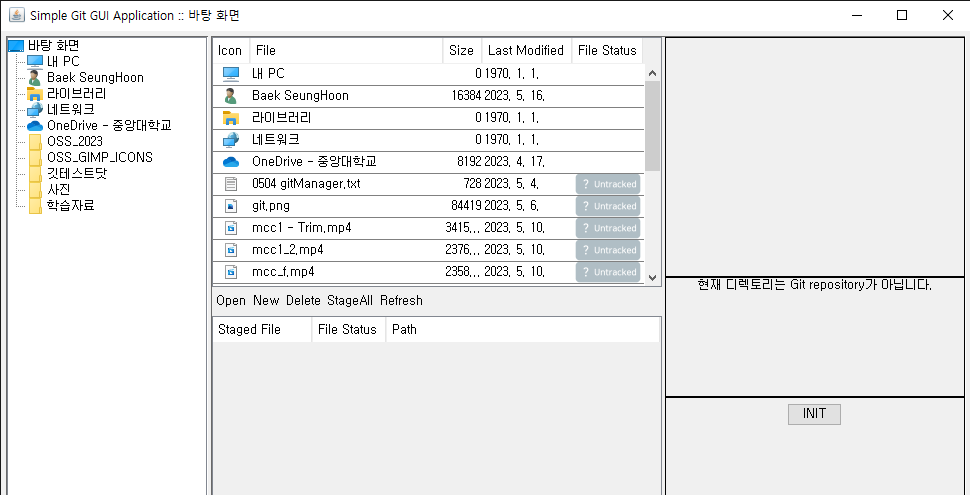 Simple Git GUI Application :: 바탕 화면
바탕 화면
내 PC
Baek SeungHoon
라이브러리
네트워크
OneDrive - 중앙대학교
OSS_2023
OSS_GIMP_ICONS
깃테스트닷
사진
학습자료
Icon File Size Last Modified File Status
내 PC 0 1970, 1, 1,
Baek SeungHoon 16384 2023, 5, 16,
라이브러리 0 1970, 1, 1,
네트워크 0 1970, 1, 1,
OneDrive - 중앙대학교 8192 2023, 4, 17,
0504 gitManager.txt 728 2023, 5, 4, ? Untracked
git.png 84419 2023, 5, 6, ? Untracked
mcc1 - Trim.mp4 3415... 2023, 5, 10, ? Untracked
mcc1_2.mp4 2376... 2023, 5, 10, ? Untracked
mcc_f.mp4 2358... 2023, 5, 10, ? Untracked
Open New Delete StageAll Refresh
Staged File File Status Path
현재 디렉토리는 Git repository가 아닙니다.
INIT